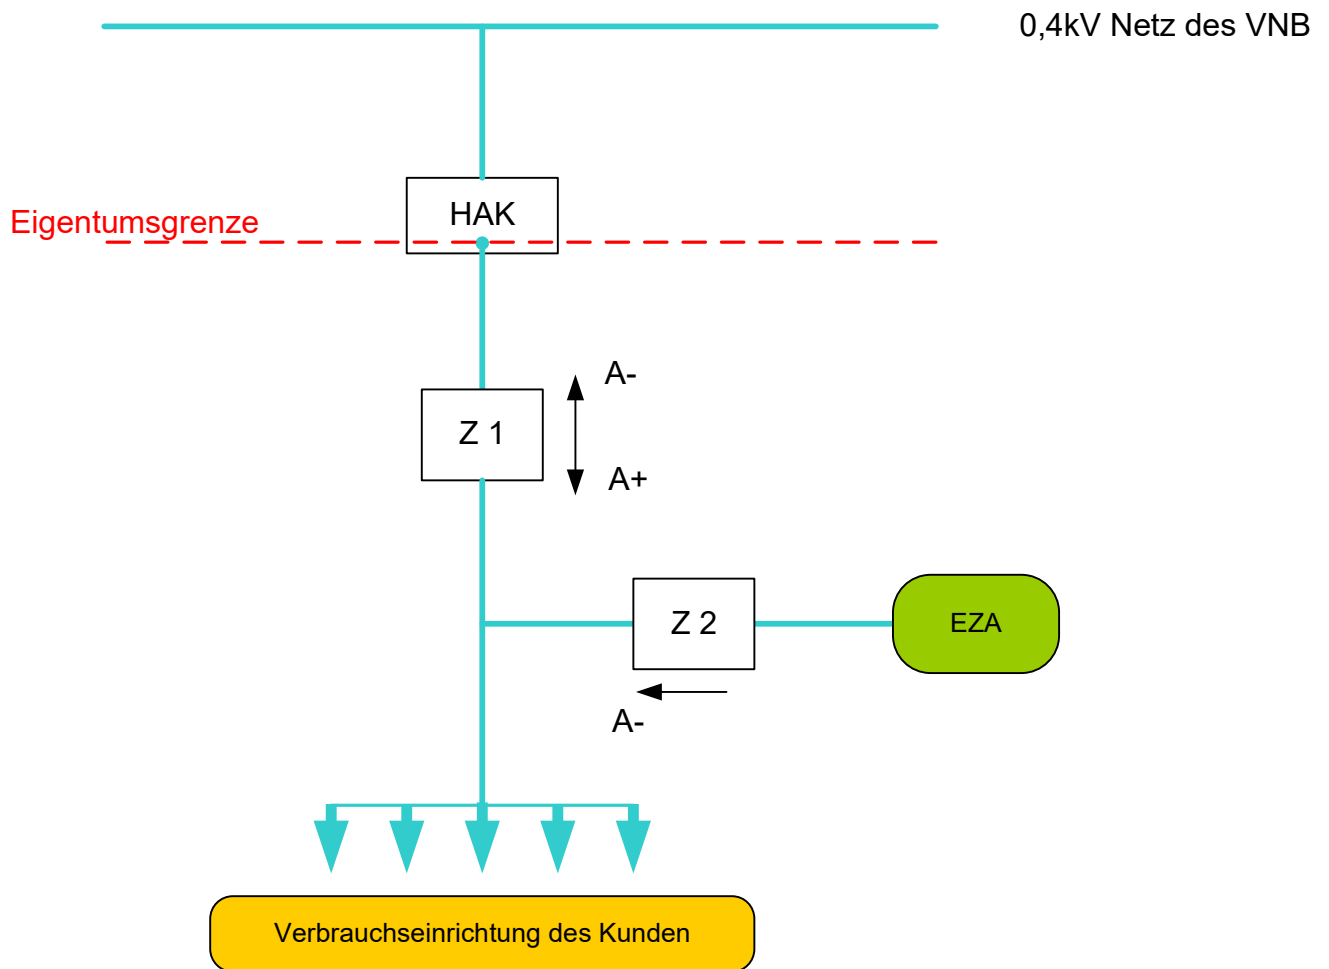 0,4kV Netz des VNB
HAK
Eigentumsgrenze
A-
Z 1
A+
Z 2
EZA
A-
Verbrauchseinrichtung des Kunden